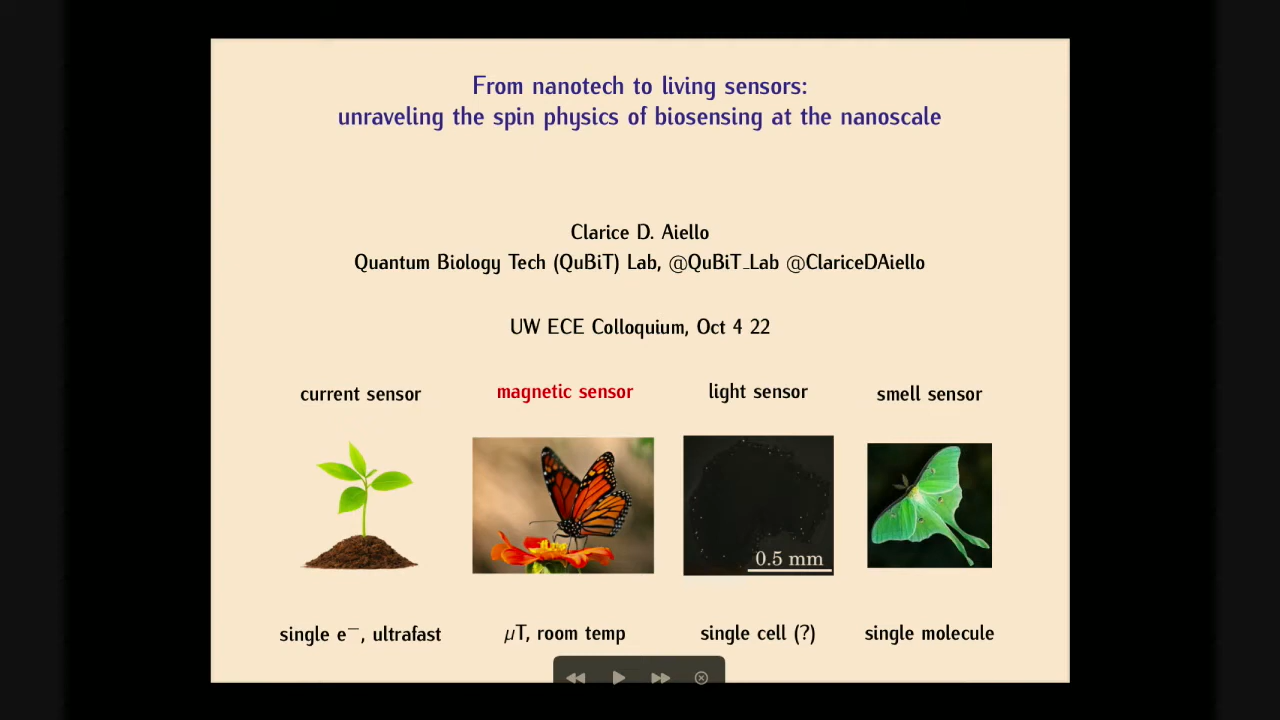 From nanotech to living sensors:
unraveling the spin physics of biosensing at the nanoscale
Clarice D. Aiello
Quantum Biology Tech (QuBiT) Lab, @QuBiT_Lab @ClariceDAiello
UW ECE Colloquium, Oct 4 22
current sensor magnetic sensor light sensor smell sensor
0.5 mm
single e⁻, ultrafast μT, room temp single cell (?) single molecule